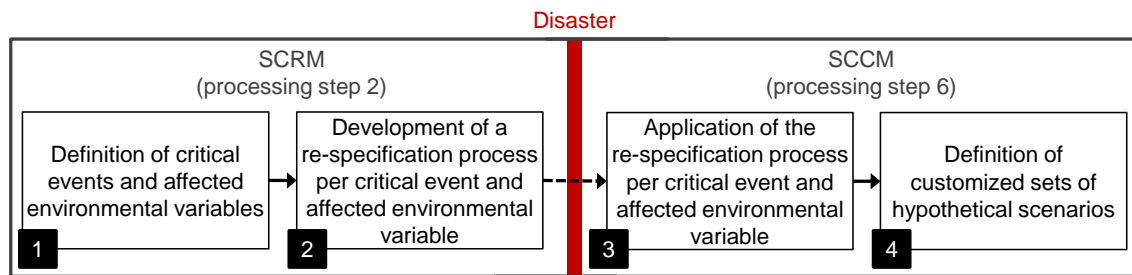 Disaster
SCRM
(processing step 2)
Definition of critical
events and affected
environmental variables
1
Development of a
re-specification process
per critical event and
affected environmental
variable
2
SCCM
(processing step 6)
Application of the
re-specification process
per critical event and
affected environmental
variable
3
Definition of
customized sets of
hypothetical scenarios
4